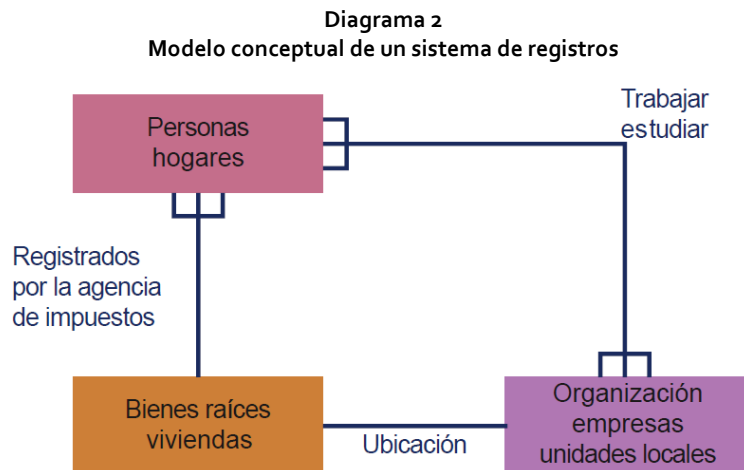 Diagrama 2
Modelo conceptual de un sistema de registros
Personas
hogares
Trabajar
estudiar
Registrados
por la agencia
de impuestos
Bienes raíces
viviendas
Ubicación
Organización
empresas
unidades locales